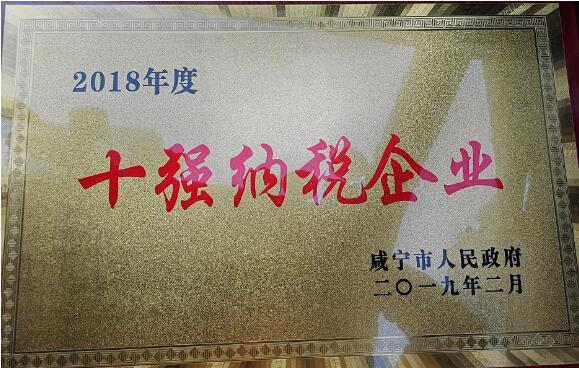 2018年度
十强纳税企业
咸宁市人民政府
二〇一九年二月